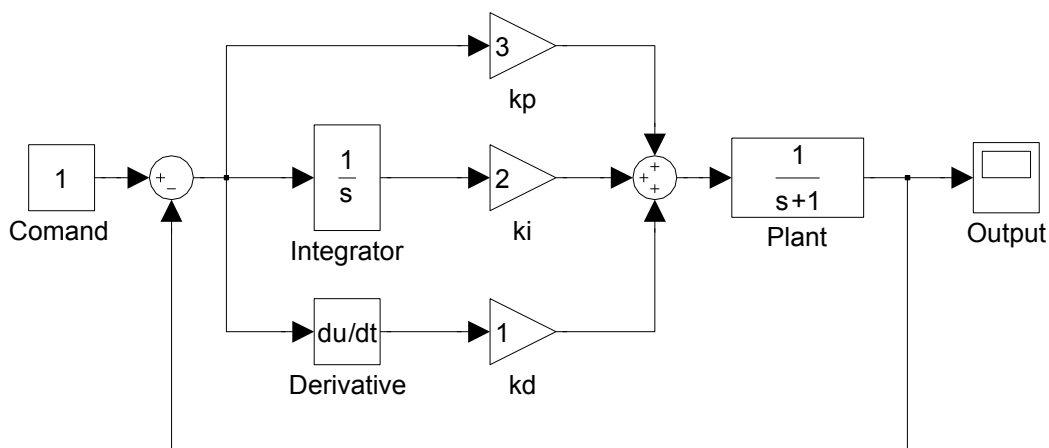 3
kp
1
Comand
+
−
1
s
Integrator
2
ki
+
+
+
1
s+1
Plant
Output
du/dt
Derivative
1
kd